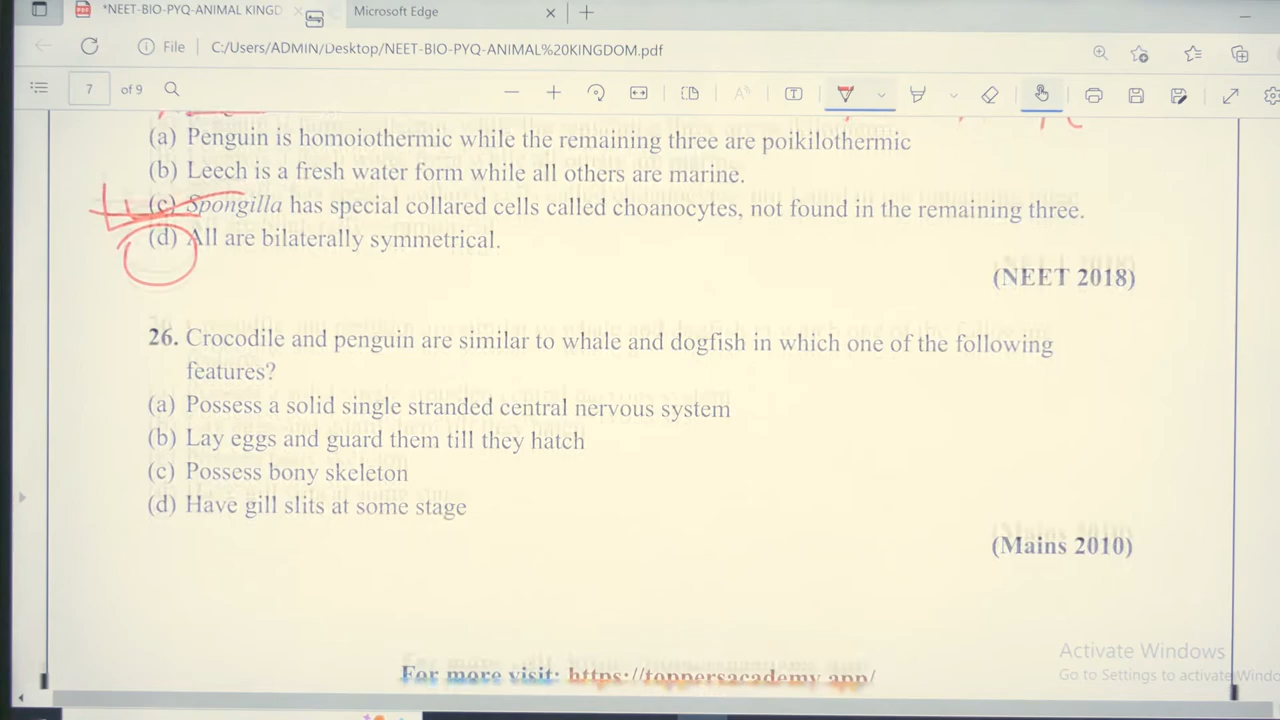 *NEET-BIO-PYQ-ANIMAL KINGD
Microsoft Edge
File
C:/Users/ADMIN/Desktop/NEET-BIO-PYQ-ANIMAL%20KINGDOM.pdf
7 of 9
(a) Penguin is homoiothermic while the remaining three are poikilothermic
(b) Leech is a fresh water form while all others are marine.
(c) Spongilla has special collared cells called choanocytes, not found in the remaining three.
(d) All are bilaterally symmetrical.
(NEET 2018)
26. Crocodile and penguin are similar to whale and dogfish in which one of the following
features?
(a) Possess a solid single stranded central nervous system
(b) Lay eggs and guard them till they hatch
(c) Possess bony skeleton
(d) Have gill slits at some stage
(Mains 2010)
Activate Windows
Go to Settings to activate Windo
For more visit: https://toppersacademy.app/